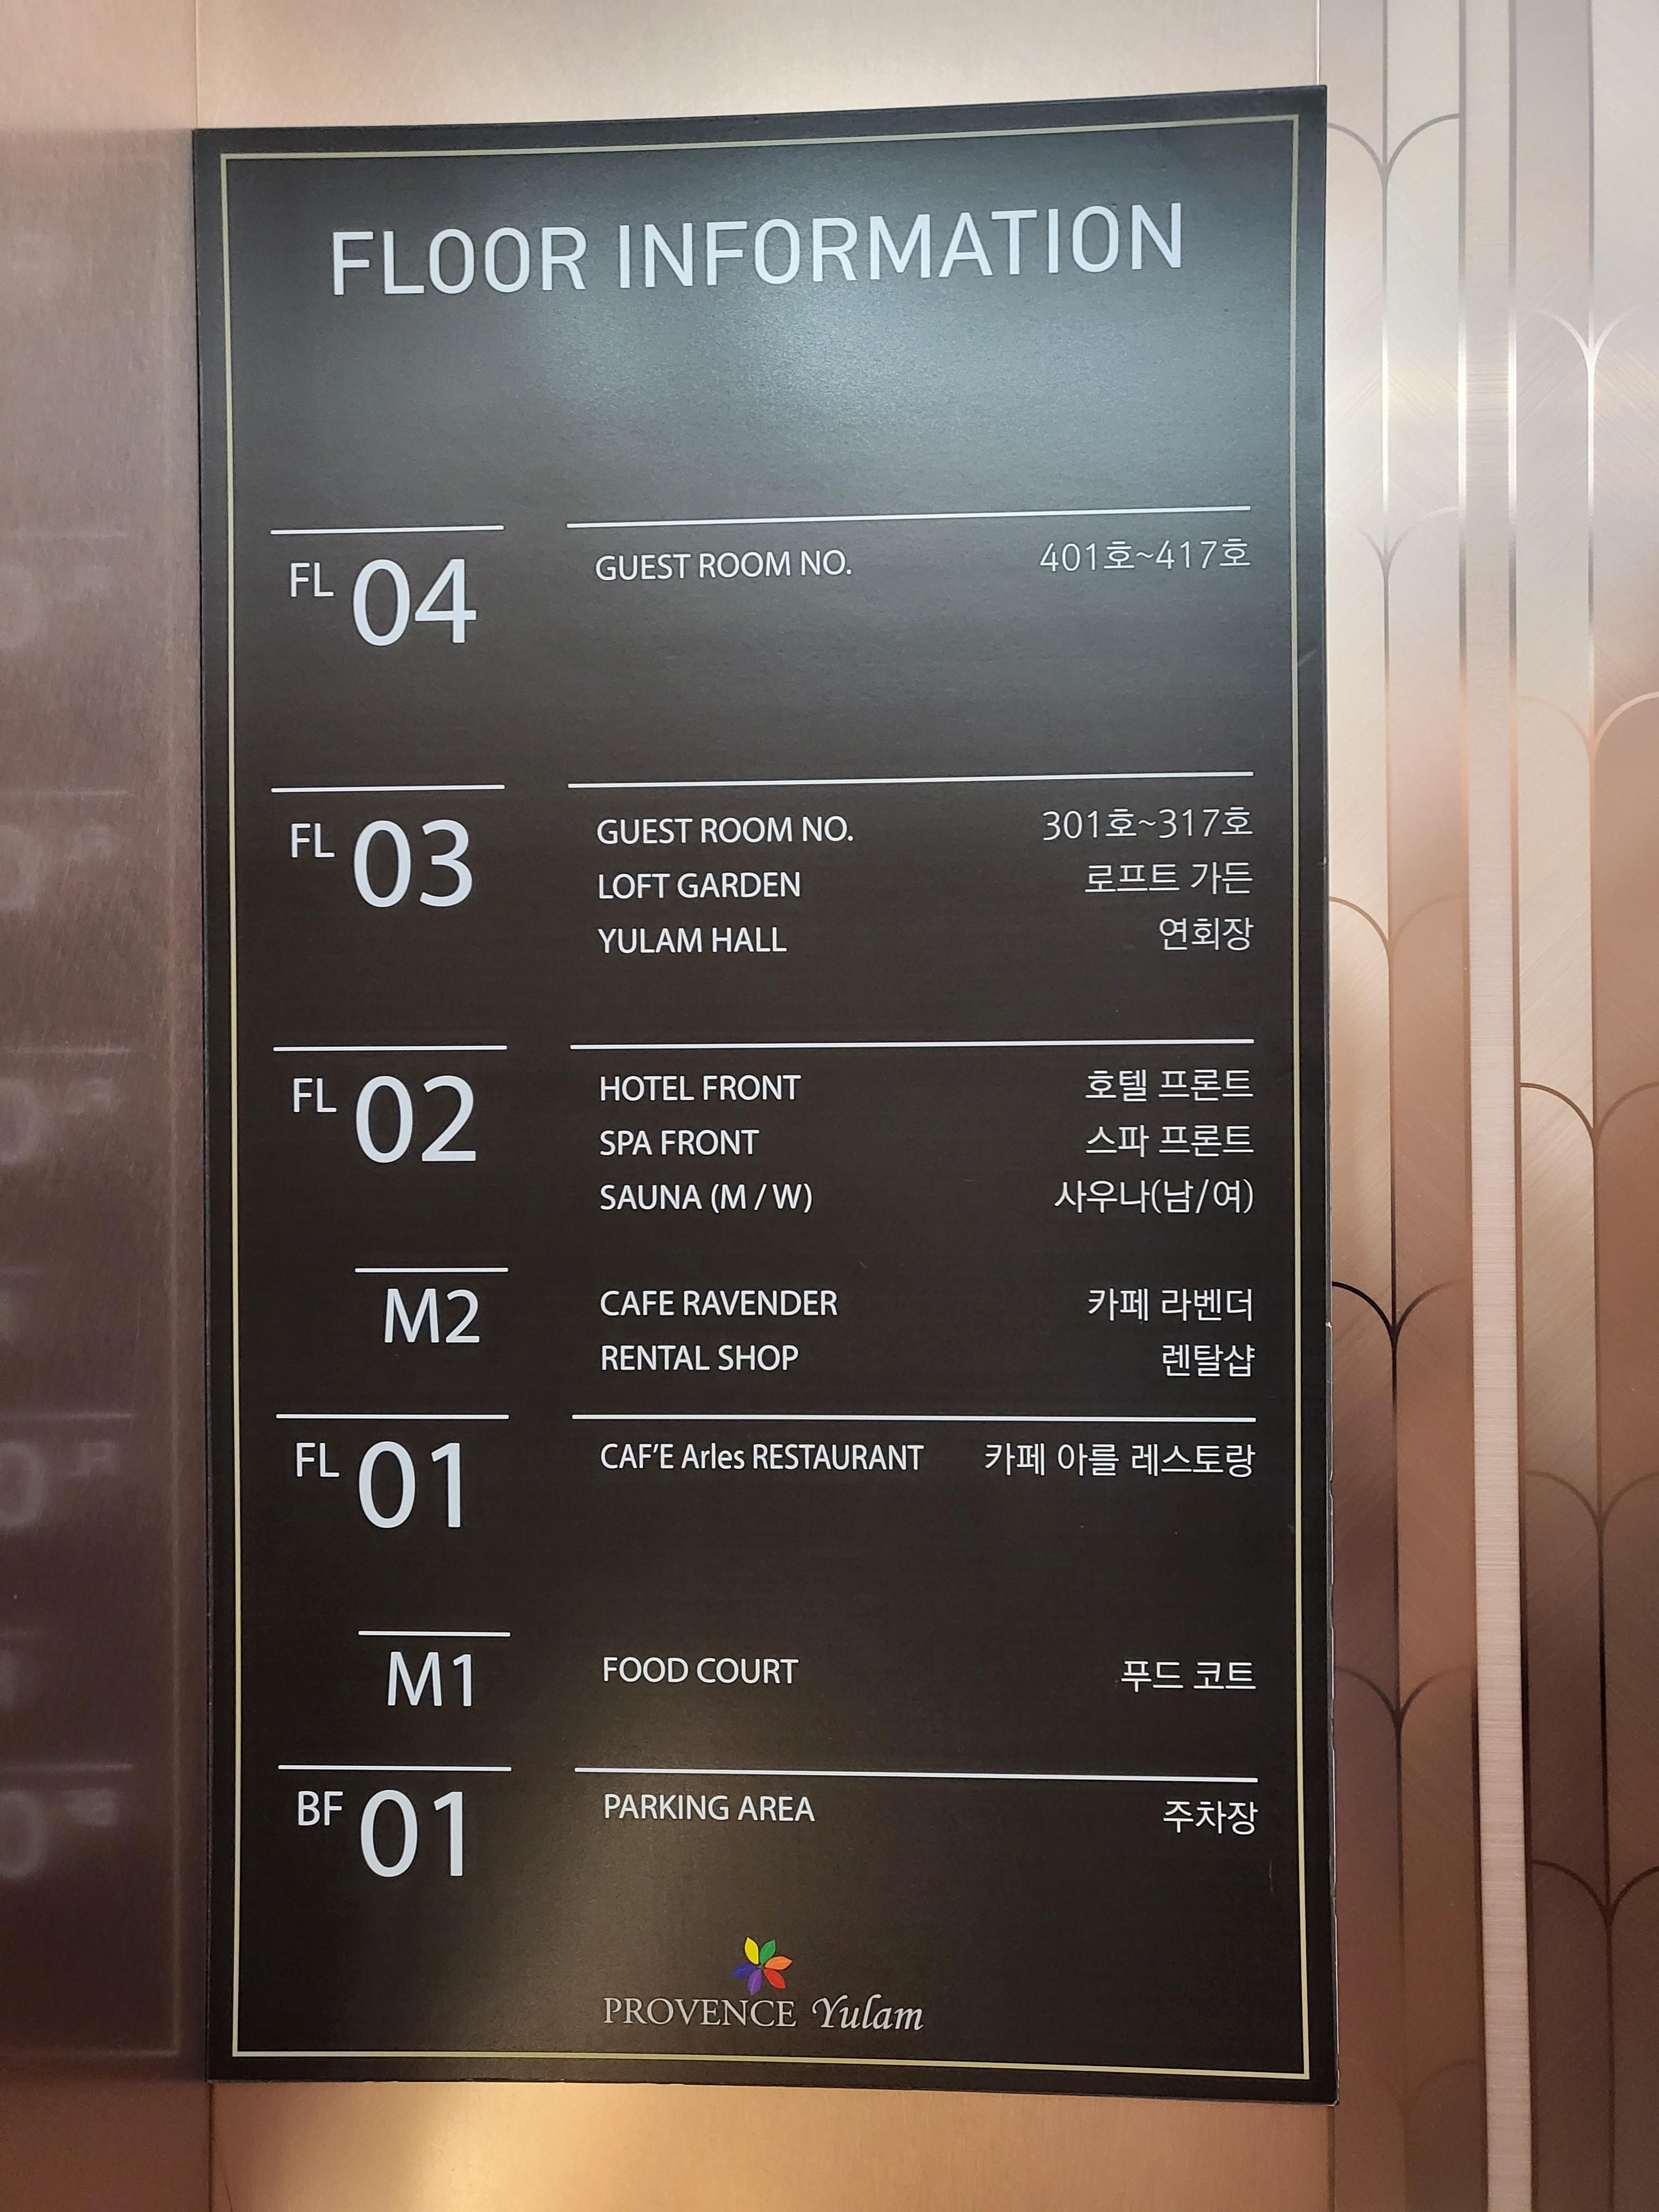 FLOOR INFORMATION
FL 04 GUEST ROOM NO. 401호~417호
FL 03 GUEST ROOM NO. 301호~317호
LOFT GARDEN 로프트 가든
YULAM HALL 연회장
FL 02 HOTEL FRONT 호텔 프론트
SPA FRONT 스파 프론트
SAUNA (M / W) 사우나(남/여)
M2 CAFE RAVENDER 카페 라벤더
RENTAL SHOP 렌탈샵
FL 01 CAF'E Arles RESTAURANT 카페 아를 레스토랑
M1 FOOD COURT 푸드 코트
BF 01 PARKING AREA 주차장
PROVENCE Yulam